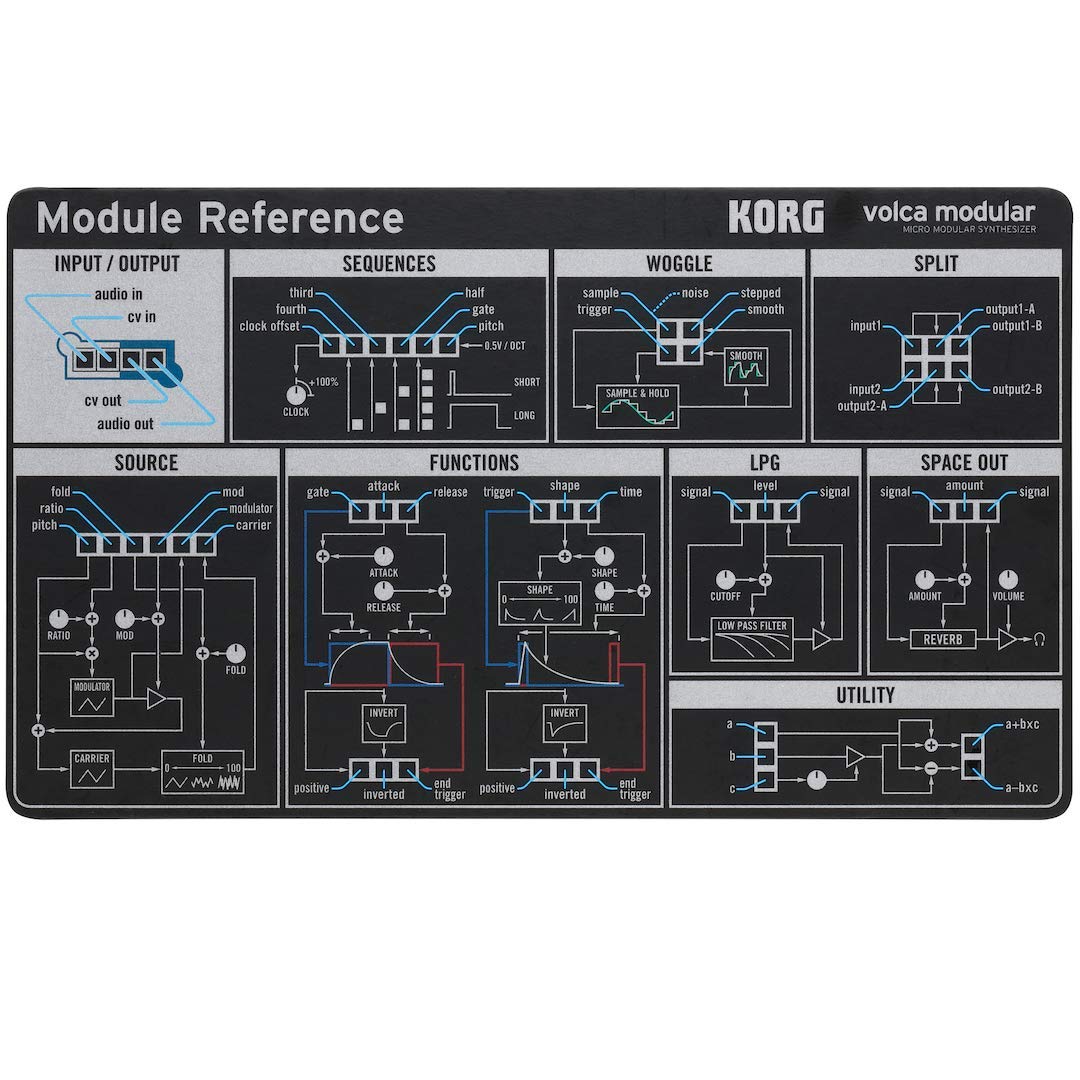 Module Reference
KORG
volca modular
MICRO MODULAR SYNTHESIZER
INPUT / OUTPUT
audio in
cv in
cv out
audio out
SEQUENCES
third
half
fourth
gate
clock offset
pitch
0.5V / OCT
+100%
CLOCK
SHORT
LONG
WOGGLE
sample
noise
stepped
trigger
smooth
SMOOTH
SAMPLE & HOLD
SPLIT
output1-A
input1
output1-B
input2
output2-B
output2-A
SOURCE
fold
mod
ratio
modulator
pitch
carrier
RATIO
MOD
FOLD
MODULATOR
CARRIER
FOLD
0
100
FUNCTIONS
gate
attack
release
ATTACK
RELEASE
INVERT
positive
inverted
end
trigger
trigger
shape
time
SHAPE
TIME
SHAPE
0
100
INVERT
positive
inverted
end
trigger
LPG
signal
level
signal
CUTOFF
LOW PASS FILTER
SPACE OUT
signal
amount
signal
AMOUNT
VOLUME
REVERB
UTILITY
a
a+bxc
b
c
a−bxc